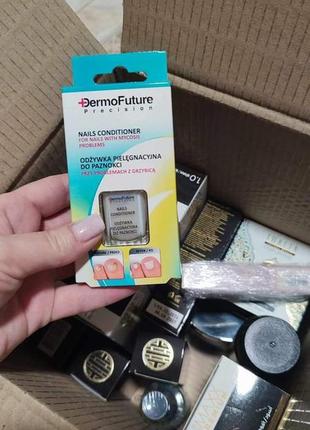 DermoFuture
Precision
NAILS CONDITIONER
FOR NAILS WITH MYCOSIS
PROBLEMS
ODŻYWKA PIELĘGNACYJNA
DO PAZNOKCI
PRZY PROBLEMACH Z GRZYBICĄ
DermoFuture
NAILS
CONDITIONER
ODŻYWKA
PIELĘGNACYJNA
DO PAZNOKCI